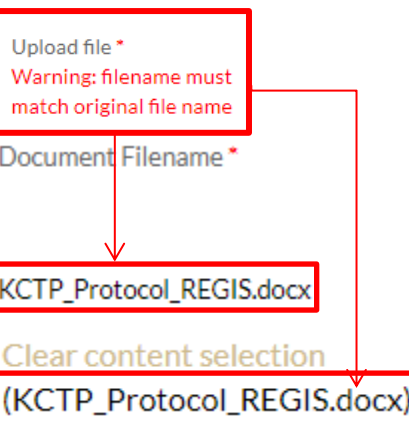 Upload file *
Warning: filename must
match original file name
Document Filename *
KCTP_Protocol_REGIS.docx
Clear content selection
(KCTP_Protocol_REGIS.docx)